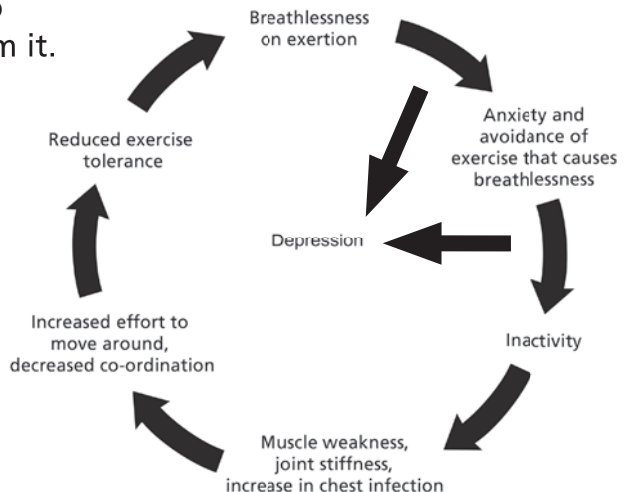 m it.
Breathlessness
on exertion
Anxiety and
avoidance of
exercise that causes
breathlessness
Reduced exercise
tolerance
Depression
Increased effort to
move around,
decreased co-ordination
Inactivity
Muscle weakness,
joint stiffness,
increase in chest infection